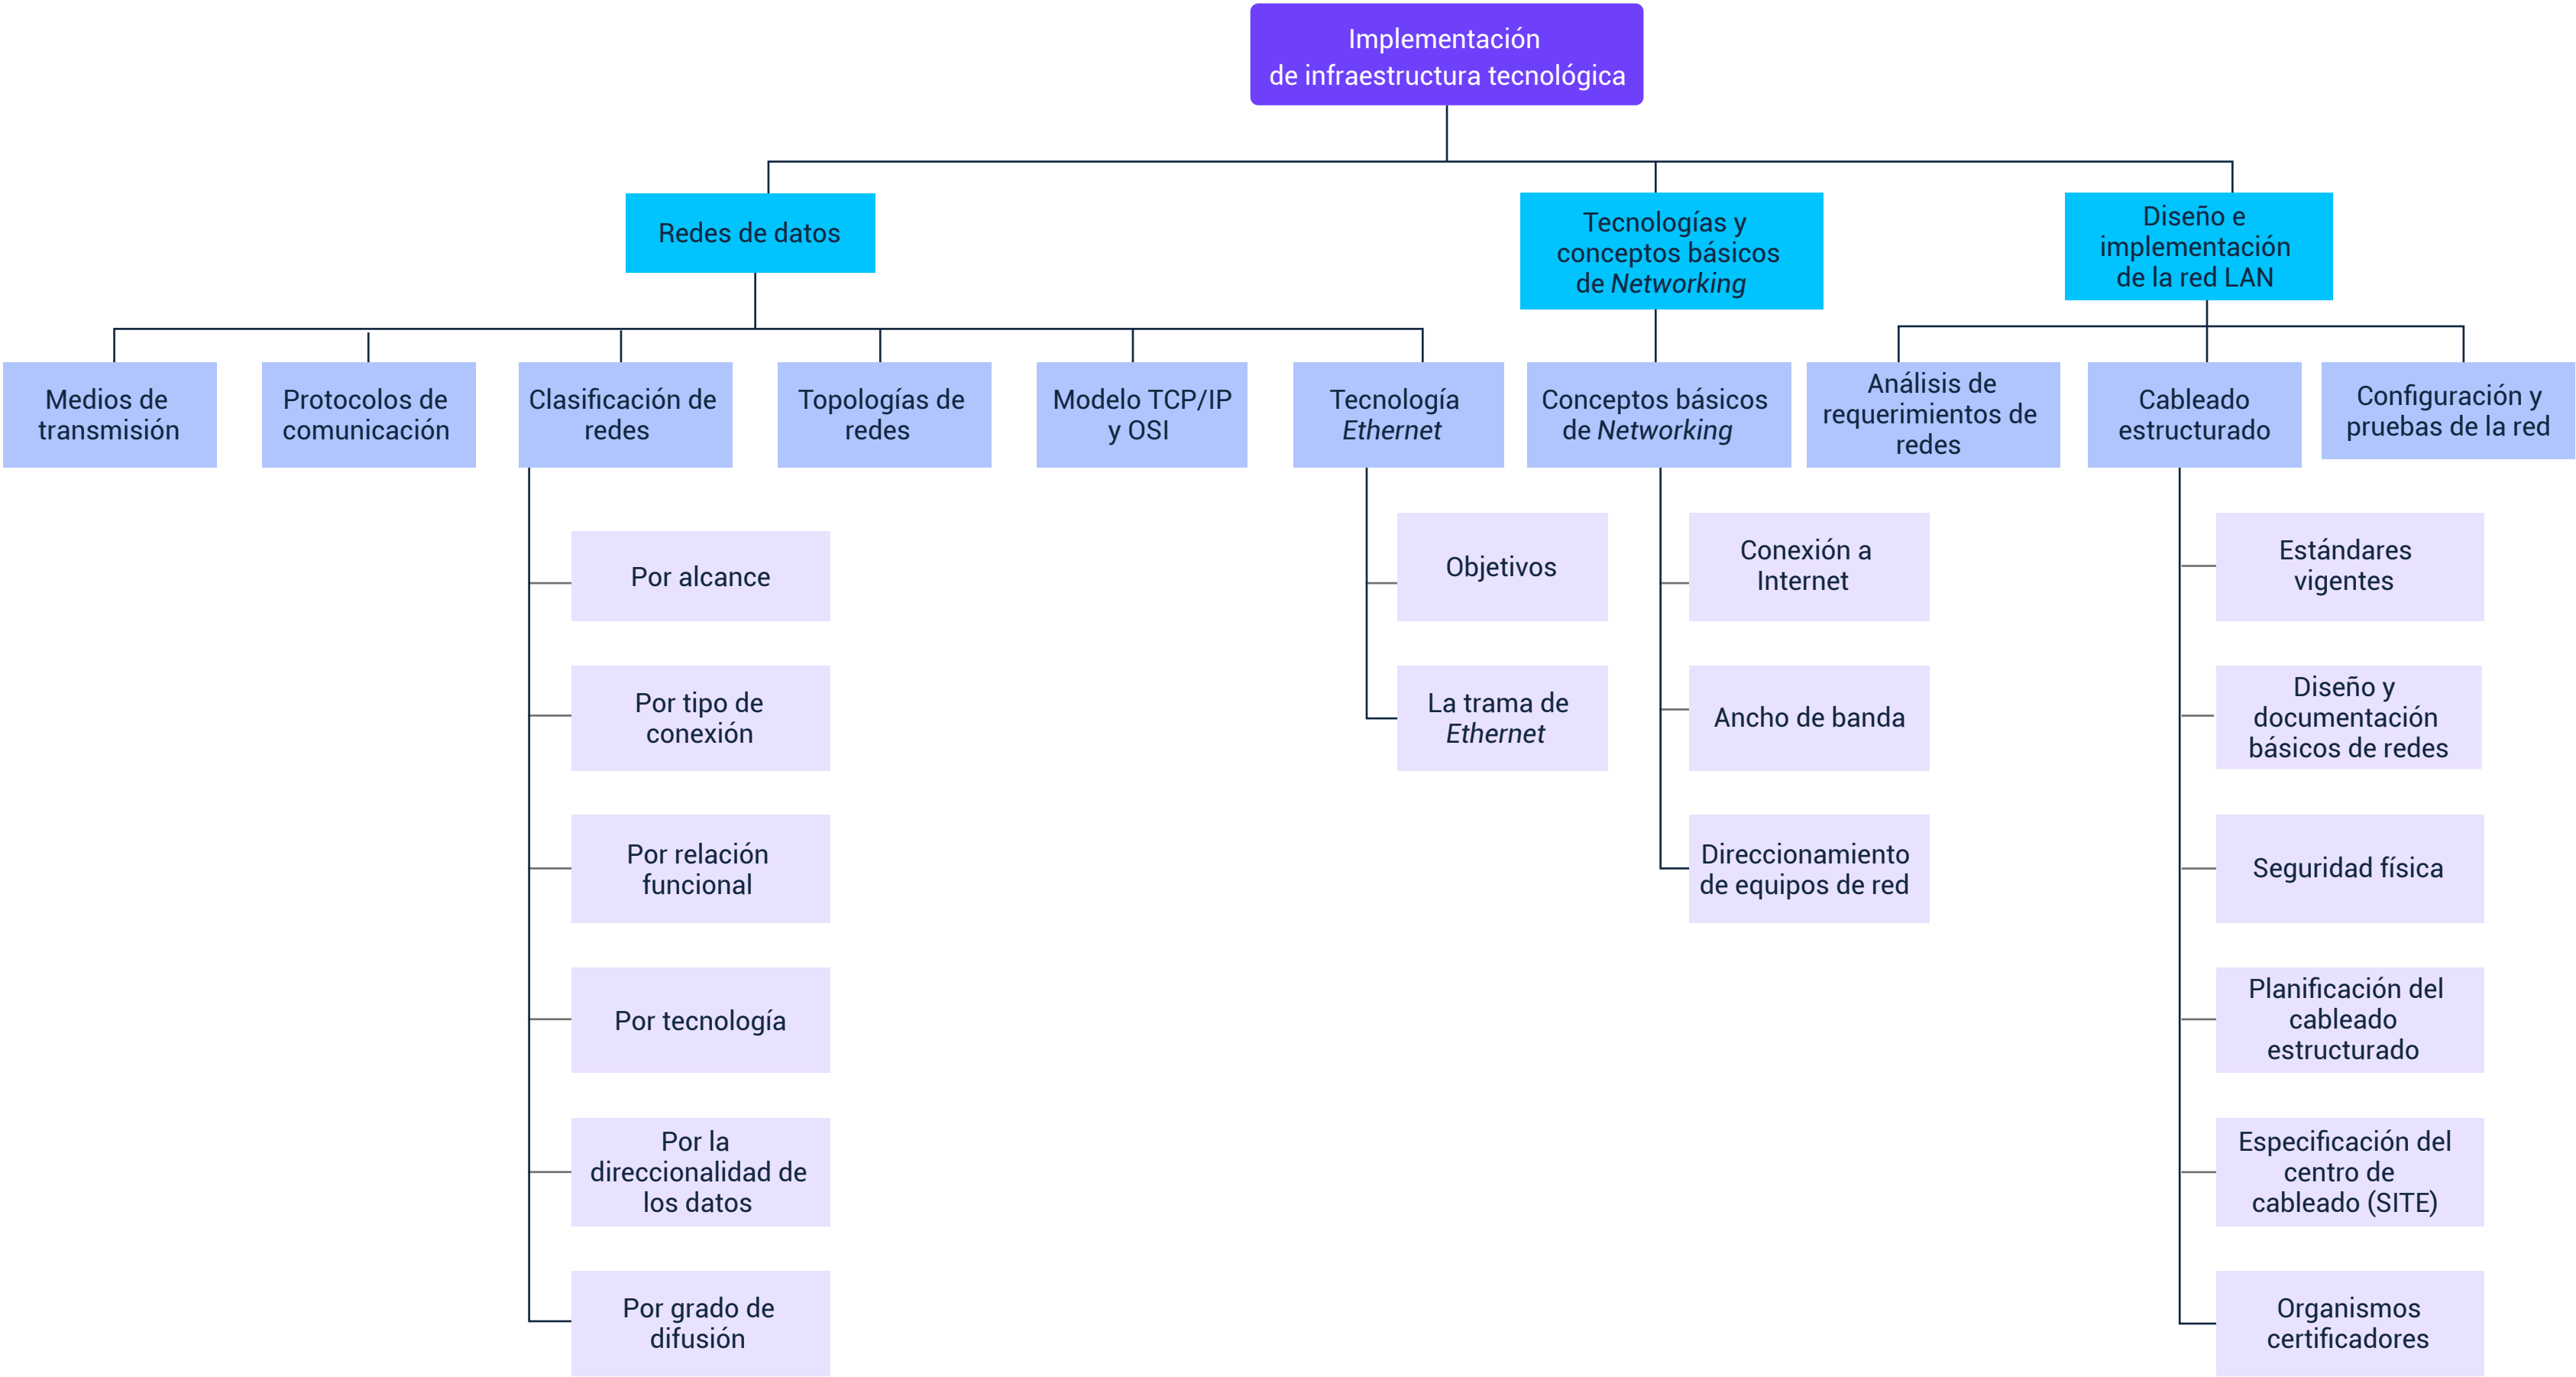 Implementación
de infraestructura tecnológica
Redes de datos
Tecnologías y
conceptos básicos
de Networking
Diseño e
implementación
de la red LAN
Medios de
transmisión
Protocolos de
comunicación
Clasificación de
redes
Topologías de
redes
Modelo TCP/IP
y OSI
Tecnología
Ethernet
Conceptos básicos
de Networking
Análisis de
requerimientos de
redes
Cableado
estructurado
Configuración y
pruebas de la red
Por alcance
Por tipo de
conexión
Por relación
funcional
Por tecnología
Por la
direccionalidad de
los datos
Por grado de
difusión
Objetivos
La trama de
Ethernet
Conexión a
Internet
Ancho de banda
Direccionamiento
de equipos de red
Estándares
vigentes
Diseño y
documentación
básicos de redes
Seguridad física
Planificación del
cableado
estructurado
Especificación del
centro de
cableado (SITE)
Organismos
certificadores